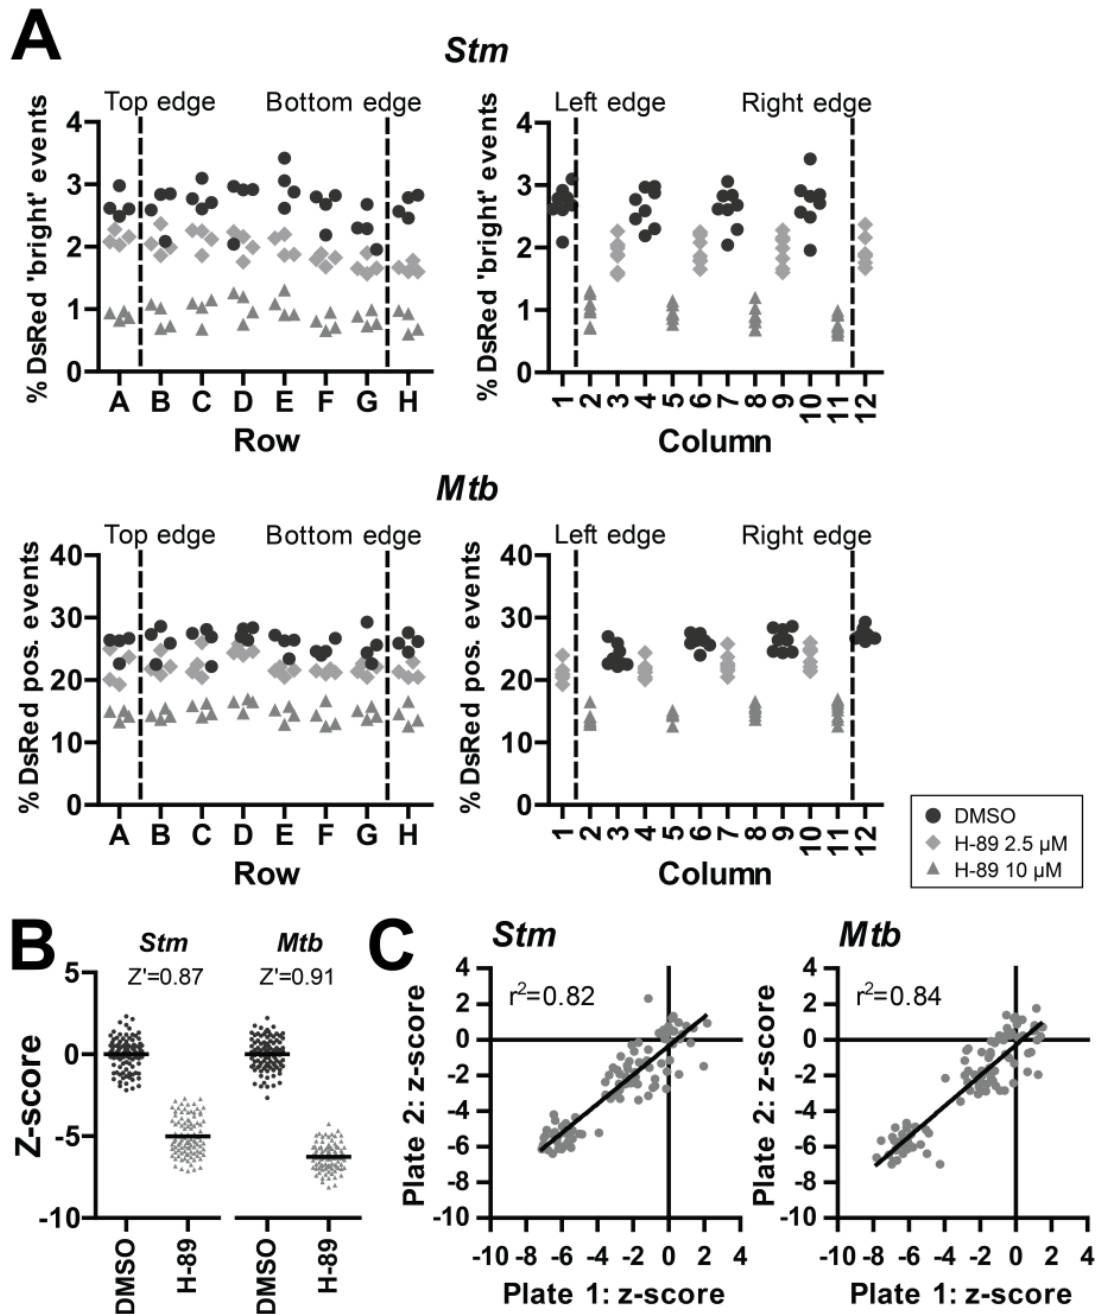 A
Stm
Top edge Bottom edge
Left edge Right edge
% DsRed 'bright' events
4
3
2
1
0
A B C D E F G H
Row
% DsRed 'bright' events
4
3
2
1
0
1 2 3 4 5 6 7 8 9 10 11 12
Column
Mtb
Top edge Bottom edge
Left edge Right edge
% DsRed pos. events
40
30
20
10
0
A B C D E F G H
Row
% DsRed pos. events
40
30
20
10
0
1 2 3 4 5 6 7 8 9 10 11 12
Column
DMSO
H-89 2.5 µM
H-89 10 µM
B
Stm Mtb
Z'=0.87 Z'=0.91
Z-score
5
0
-5
-10
DMSO H-89 DMSO H-89
C
Stm
r²=0.82
Plate 2: z-score
4
2
0
-2
-4
-6
-8
-10
-10 -8 -6 -4 -2 0 2 4
Plate 1: z-score
Mtb
r²=0.84
Plate 2: z-score
4
2
0
-2
-4
-6
-8
-10
-10 -8 -6 -4 -2 0 2 4
Plate 1: z-score